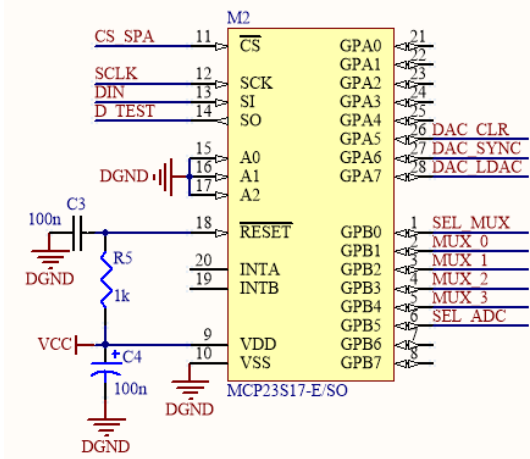 M2
CS_SPA 11 CS GPA0 21
GPA1 22
SCLK 12 SCK GPA2 23
DIN 13 SI GPA3 24
D_TEST 14 SO GPA4 25
GPA5 26 DAC_CLR
15 A0 GPA6 27 DAC_SYNC
DGND 16 A1 GPA7 28 DAC_LDAC
17 A2
C3
100n 18 RESET GPB0 1 SEL_MUX
GPB1 2 MUX_0
DGND R5 20 INTA GPB2 3 MUX_1
1k 19 INTB GPB3 4 MUX_2
GPB4 5 MUX_3
GPB5 6 SEL_ADC
VCC 9 VDD GPB6 7
+ C4 10 VSS GPB7 8
100n DGND MCP23S17-E/SO
DGND